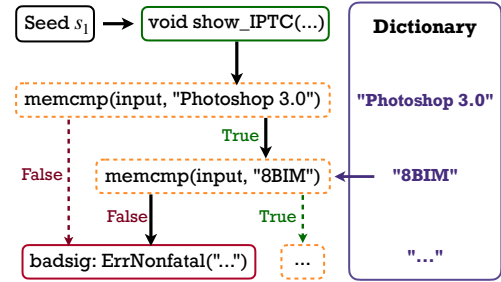 Seed s1
void show_IPTC(...)
Dictionary
memcmp(input, "Photoshop 3.0")
"Photoshop 3.0"
True
False
memcmp(input, "8BIM")
"8BIM"
False
True
badsig: ErrNonfatal("...")
...
"..."